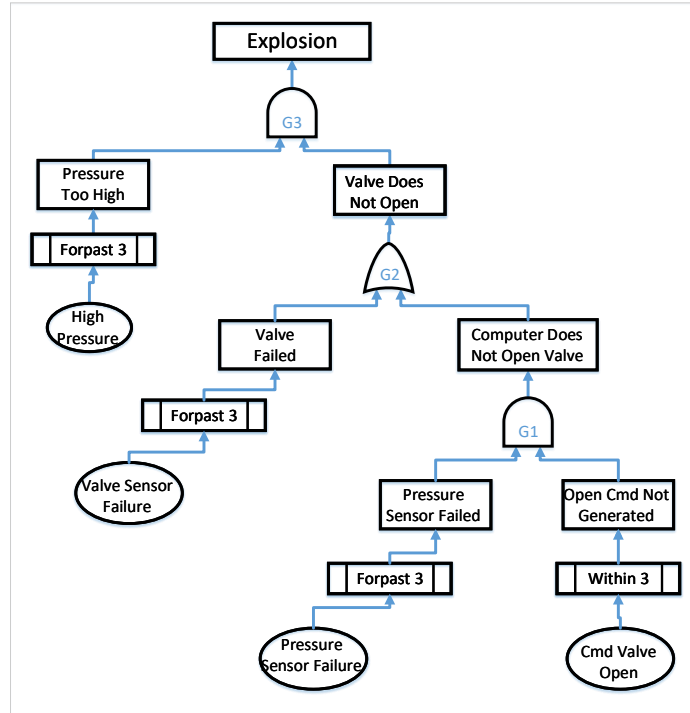 Explosion
G3
Pressure
Too High
Valve Does
Not Open
Forpast 3
G2
High
Pressure
Valve
Failed
Computer Does
Not Open Valve
Forpast 3
G1
Valve Sensor
Failure
Pressure
Sensor Failed
Open Cmd Not
Generated
Forpast 3
Within 3
Pressure
Sensor Failure
Cmd Valve
Open